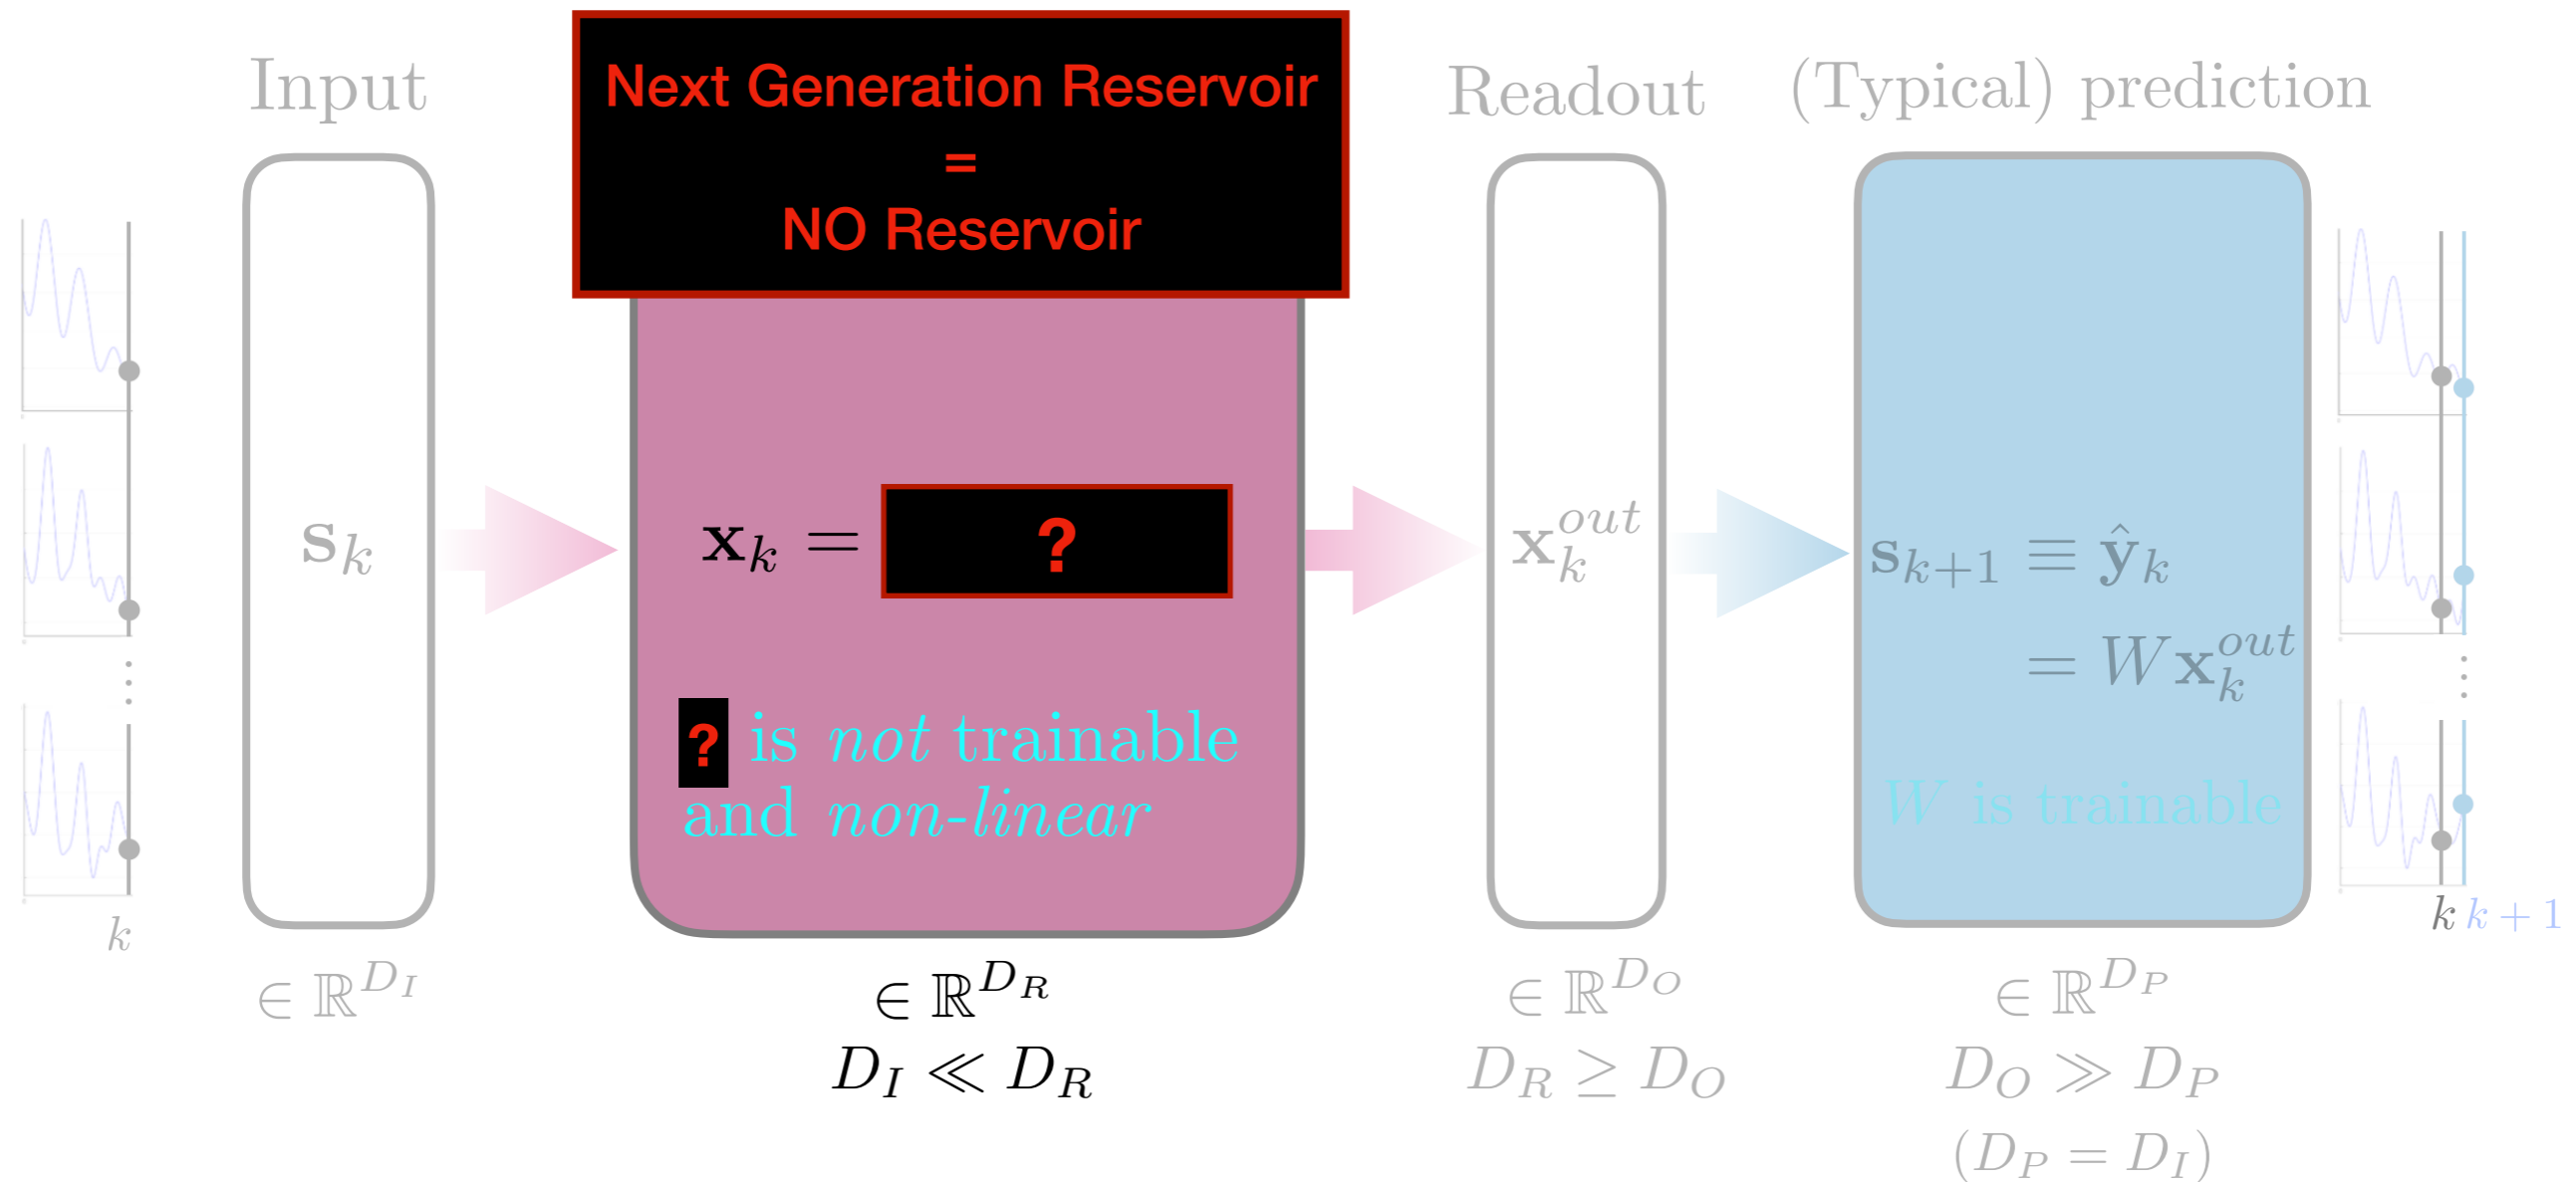 Input
Next Generation Reservoir
=
NO Reservoir
Readout
(Typical) prediction
s_k
x_k = ?
x_k^{out}
s_{k+1} ≡ ŷ_k
= W x_k^{out}
? is not trainable
and non-linear
W is trainable
k
k k + 1
∈ ℝ^{D_I}
∈ ℝ^{D_R}
D_I ≪ D_R
∈ ℝ^{D_O}
D_R ≥ D_O
∈ ℝ^{D_P}
D_O ≫ D_P
(D_P = D_I)